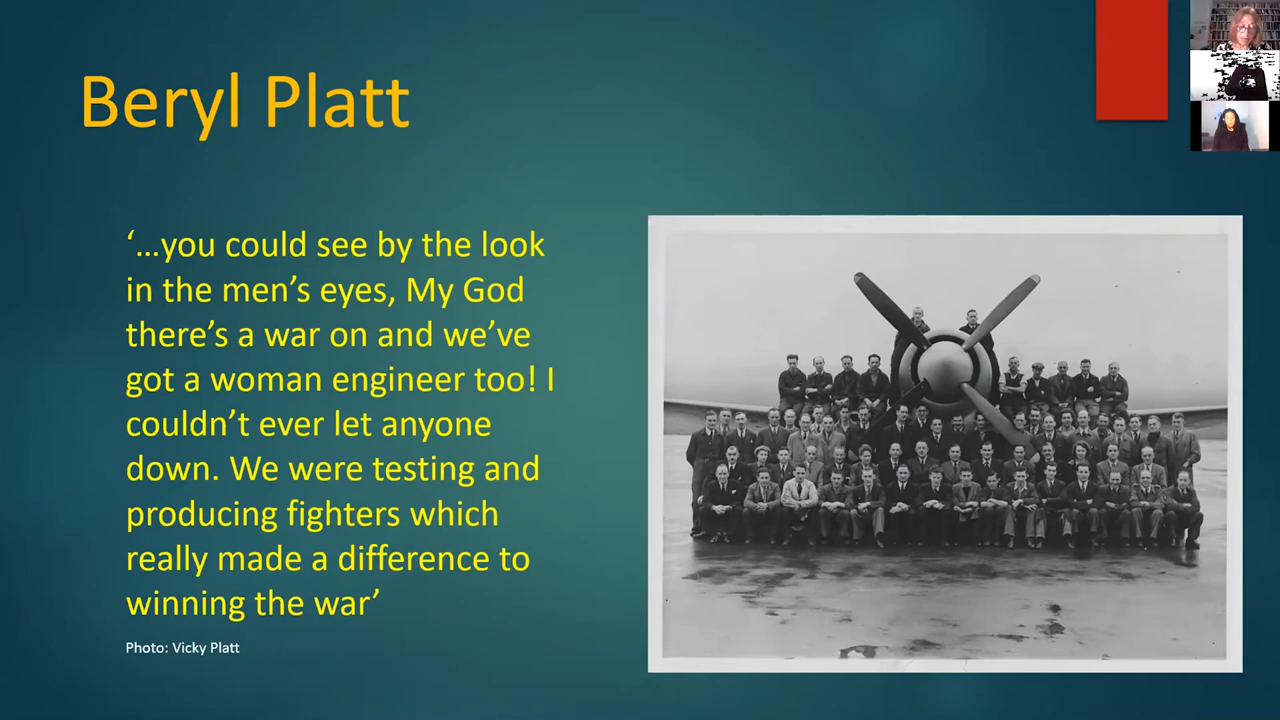 Beryl Platt
‘…you could see by the look
in the men’s eyes, My God
there’s a war on and we’ve
got a woman engineer too! I
couldn’t ever let anyone
down. We were testing and
producing fighters which
really made a difference to
winning the war’
Photo: Vicky Platt